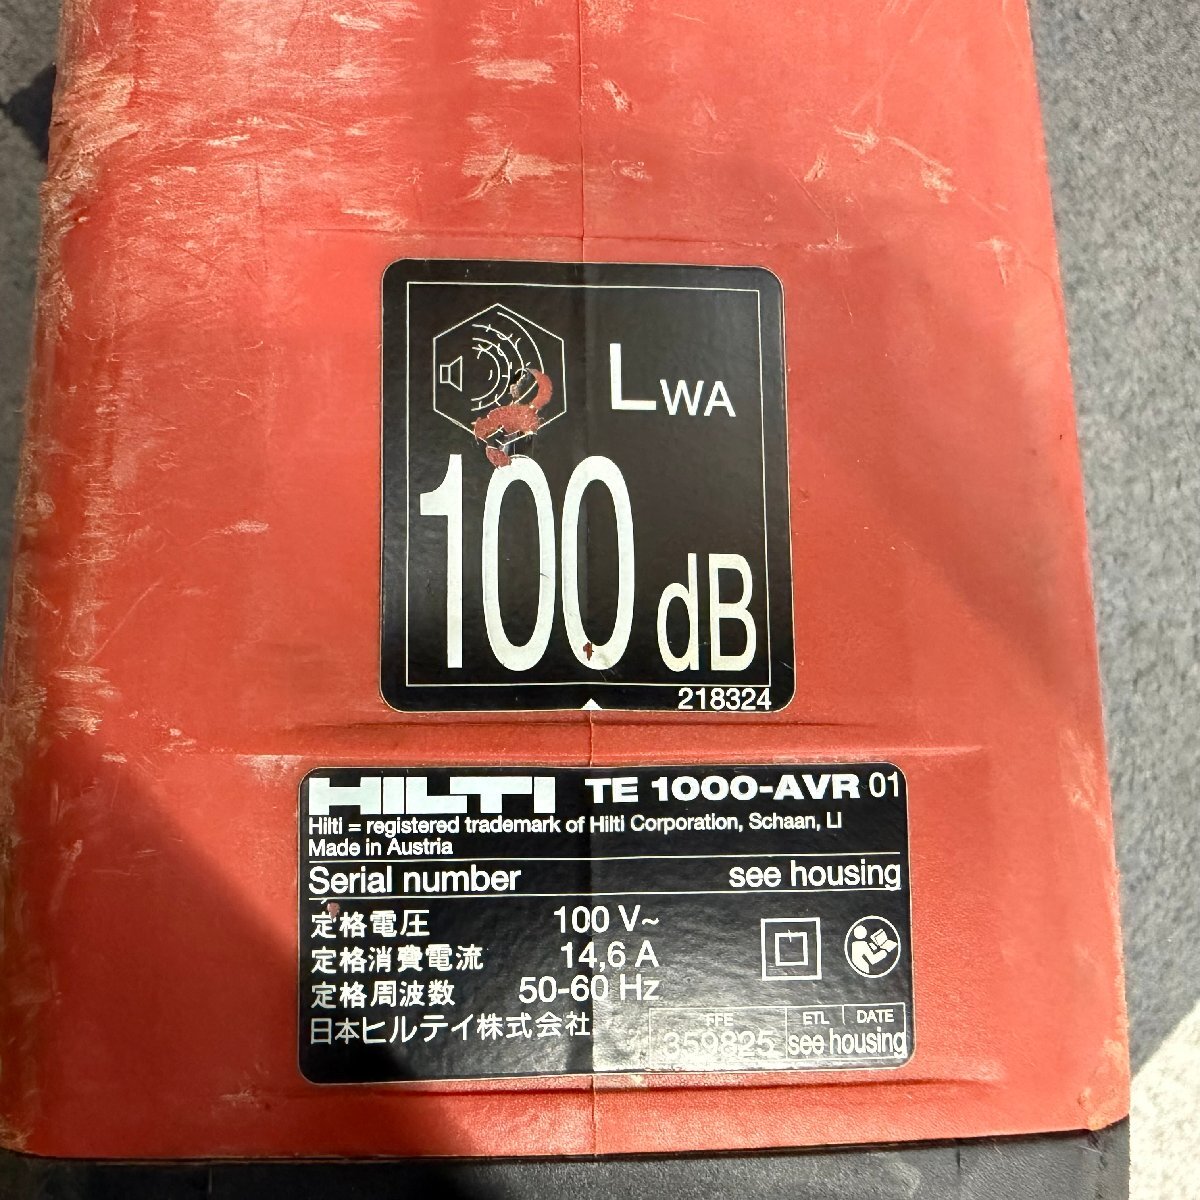 LWA
100 dB
218324
HILTI TE 1000-AVR 01
Hilti = registered trademark of Hilti Corporation, Schaan, LI
Made in Austria
Serial number see housing
定格電圧 100 V~
定格消費電流 14,6 A
定格周波数 50-60 Hz
日本ヒルティ株式会社
FFE ETL DATE
359825 see housing